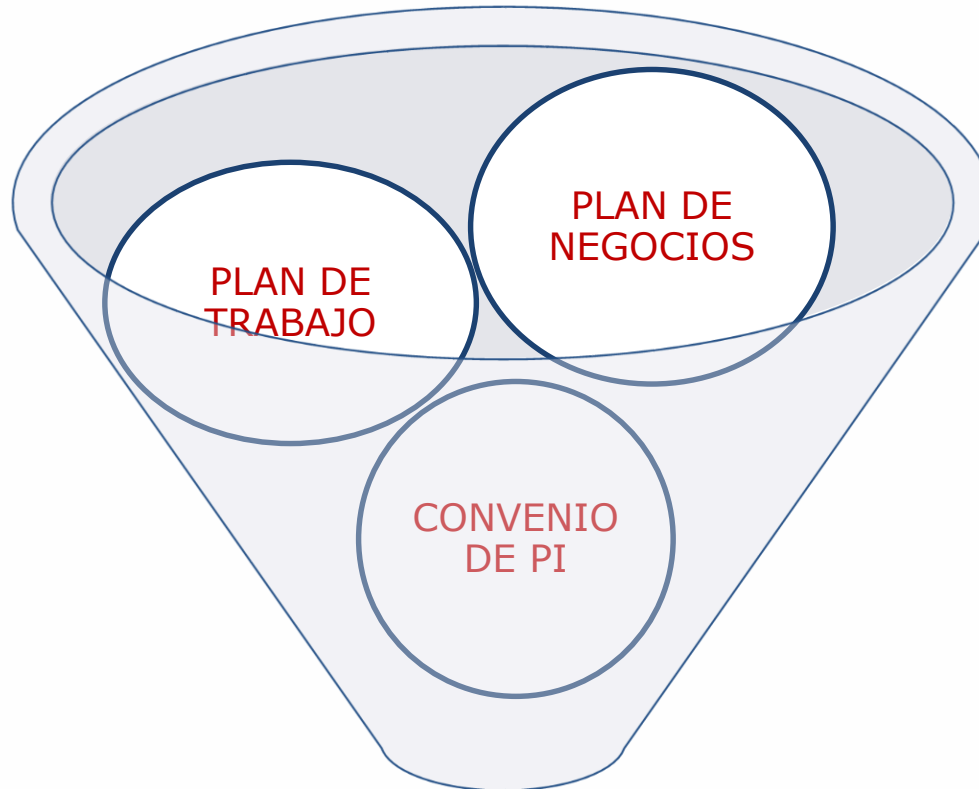 PLAN DE
NEGOCIOS
PLAN DE
TRABAJO
CONVENIO
DE PI